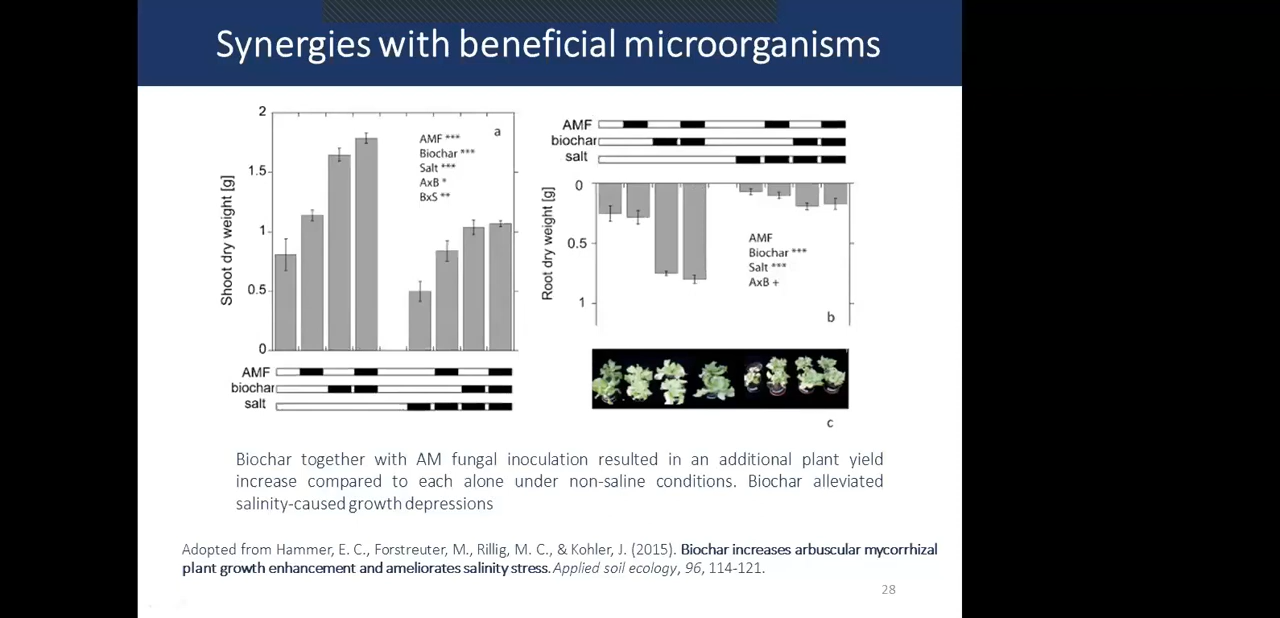 Synergies with beneficial microorganisms
2
1.5
1
0.5
0
Shoot dry weight [g]
a
AMF ***
Biochar ***
Salt ***
AxB *
BxS **
AMF
biochar
salt
AMF
biochar
salt
0
0.5
1
Root dry weight [g]
AMF
Biochar ***
Salt ***
AxB +
b
c
Biochar together with AM fungal inoculation resulted in an additional plant yield
increase compared to each alone under non-saline conditions. Biochar alleviated
salinity-caused growth depressions
Adopted from Hammer, E. C., Forstreuter, M., Rillig, M. C., & Kohler, J. (2015). Biochar increases arbuscular mycorrhizal
plant growth enhancement and ameliorates salinity stress. Applied soil ecology, 96, 114-121.
28